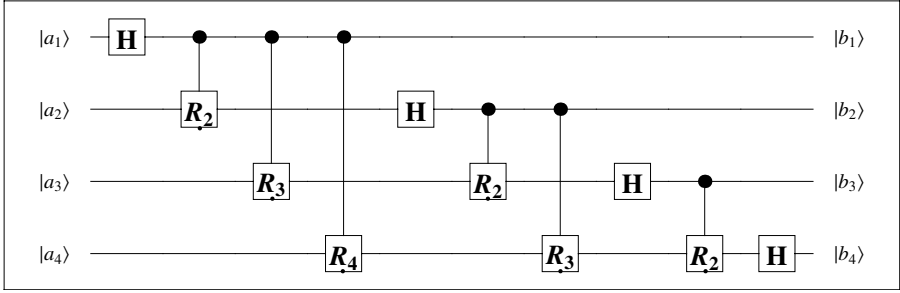 |a₁⟩ H |b₁⟩
|a₂⟩ R₂ H |b₂⟩
|a₃⟩ R₃ R₂ H |b₃⟩
|a₄⟩ R₄ R₃ R₂ H |b₄⟩